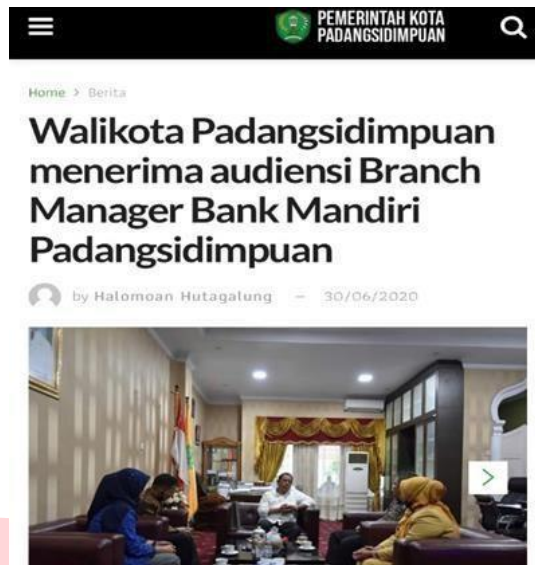 PEMERINTAH KOTA
PADANGSIDIMPUAN
Home > Berita
Walikota Padangsidimpuan
menerima audiensi Branch
Manager Bank Mandiri
Padangsidimpuan
by Halomoan Hutagalung – 30/06/2020